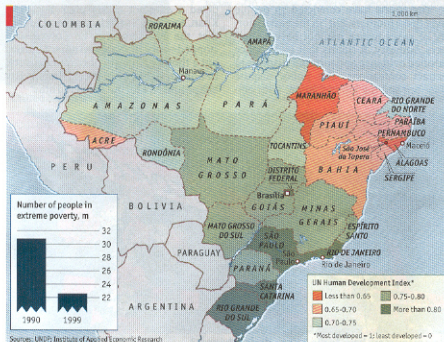 COLOMBIA
RORAIMA
AMAPÁ
1,000 km
ATLANTIC OCEAN
Manaus
AMAZONAS
PARÁ
MARANHÃO
CEARÁ
RIO GRANDE
DO NORTE
PARAÍBA
PERNAMBUCO
Maceió
ALAGOAS
SERGIPE
PIAUÍ
São José
da Tapera
ACRE
PERU
RONDÔNIA
TOCANTINS
BAHIA
MATO
GROSSO
DISTRITO
FEDERAL
Brasília
GOIÁS
BOLIVIA
MINAS
GERAIS
MATO GROSSO
DO SUL
ESPÍRITO
SANTO
SÃO
PAULO
São
Paulo
RIO DE JANEIRO
Rio de Janeiro
PARAGUAY
PARANÁ
SANTA
CATARINA
ARGENTINA
RIO GRANDE
DO SUL
Number of people in
extreme poverty, m
32
30
28
26
24
22
1990
1999
UN Human Development Index*
Less than 0.65
0.65-0.70
0.70-0.75
0.75-0.80
More than 0.80
*Most developed = 1; least developed = 0
Sources: UNDP; Institute of Applied Economic Research